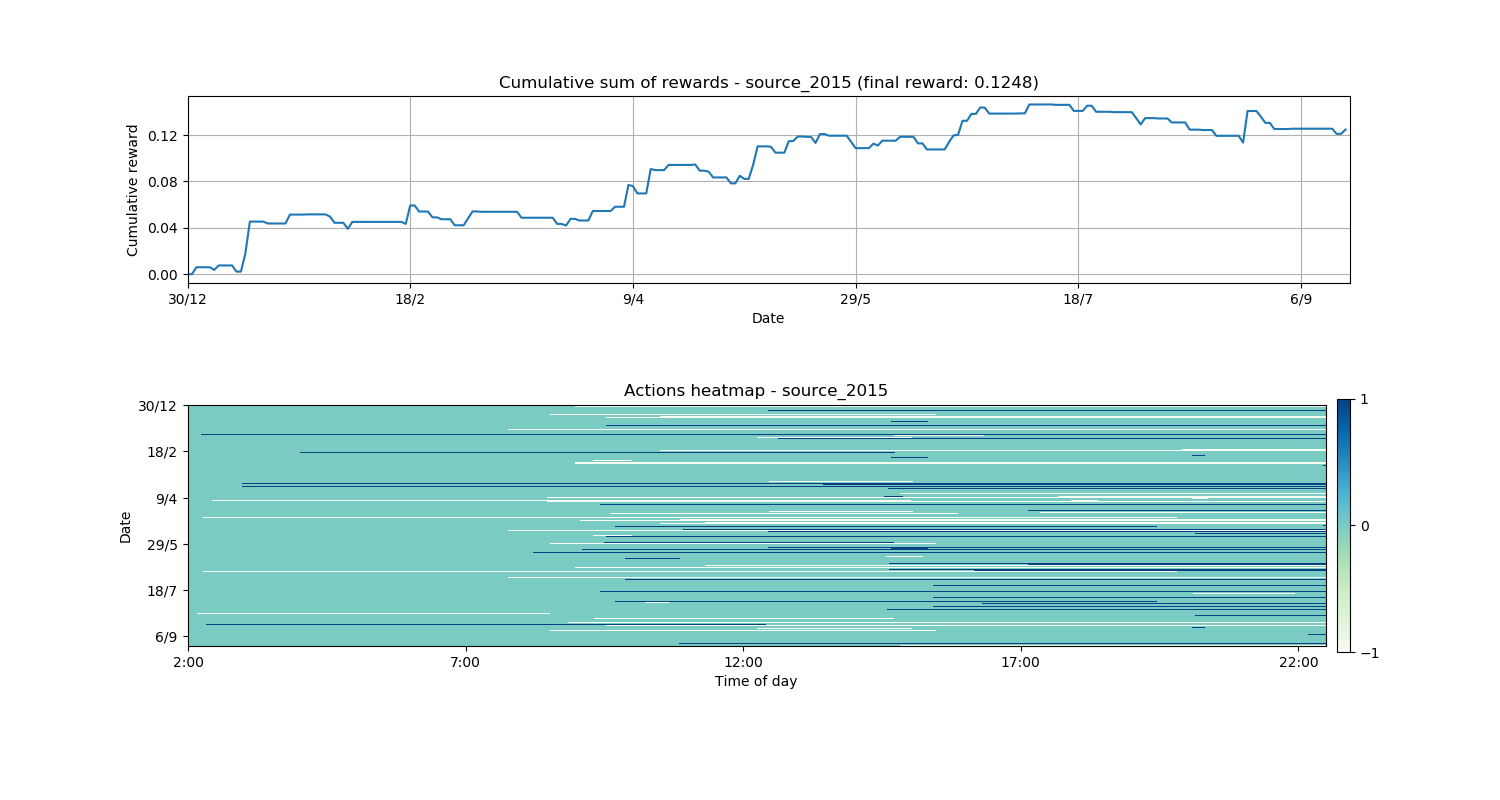 Cumulative sum of rewards - source_2015 (final reward: 0.1248)
Cumulative reward
0.12
0.08
0.04
0.00
30/12 18/2 9/4 29/5 18/7 6/9
Date
Actions heatmap - source_2015
Date
30/12
18/2
9/4
29/5
18/7
6/9
2:00 7:00 12:00 17:00 22:00
Time of day
1
0
−1